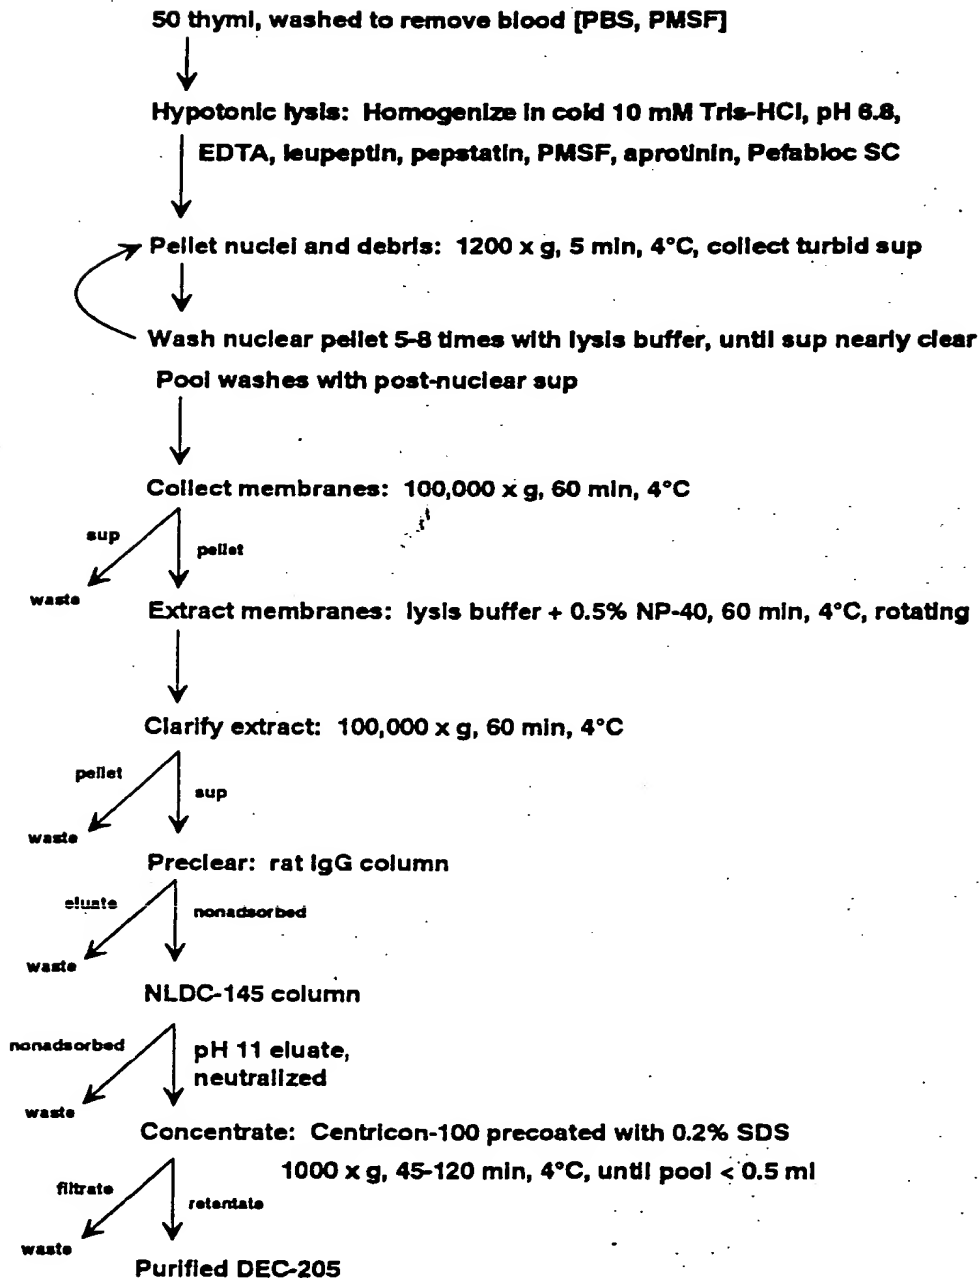 50 thymi, washed to remove blood [PBS, PMSF]
Hypotonic lysis: Homogenize in cold 10 mM Tris-HCl, pH 6.8,
EDTA, leupeptin, pepstatin, PMSF, aprotinin, Pefabloc SC
Pellet nuclei and debris: 1200 x g, 5 min, 4°C, collect turbid sup
Wash nuclear pellet 5-8 times with lysis buffer, until sup nearly clear
Pool washes with post-nuclear sup
Collect membranes: 100,000 x g, 60 min, 4°C
sup
pellet
waste
Extract membranes: lysis buffer + 0.5% NP-40, 60 min, 4°C, rotating
Clarify extract: 100,000 x g, 60 min, 4°C
pellet
sup
waste
Preclear: rat IgG column
eluate
nonadsorbed
waste
NLDC-145 column
nonadsorbed
pH 11 eluate,
neutralized
waste
Concentrate: Centricon-100 precoated with 0.2% SDS
1000 x g, 45-120 min, 4°C, until pool < 0.5 ml
filtrate
retentate
waste
Purified DEC-205